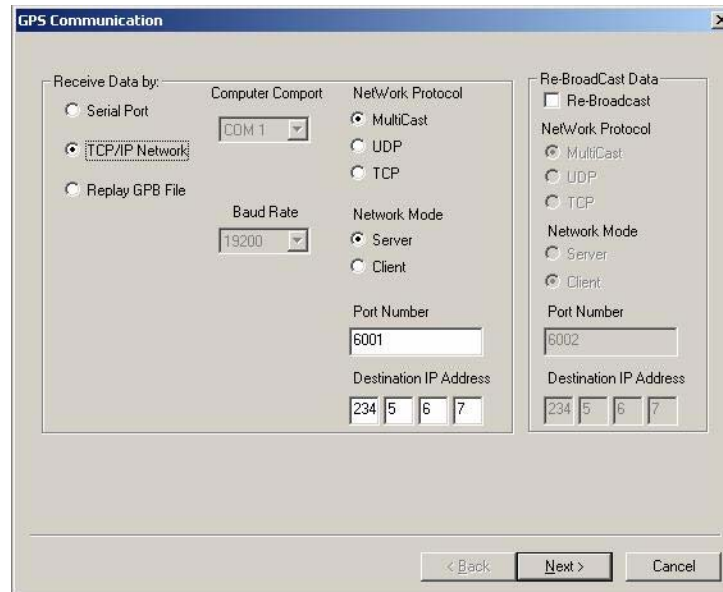 GPS Communication
Receive Data by:
Serial Port
TCP/IP Network
Replay GPB File
Computer Comport
COM 1
Baud Rate
19200
NetWork Protocol
MultiCast
UDP
TCP
Network Mode
Server
Client
Port Number
6001
Destination IP Address
234 5 6 7
Re-BroadCast Data
Re-Broadcast
NetWork Protocol
MultiCast
UDP
TCP
Network Mode
Server
Client
Port Number
6002
Destination IP Address
234 5 6 7
< Back
Next >
Cancel